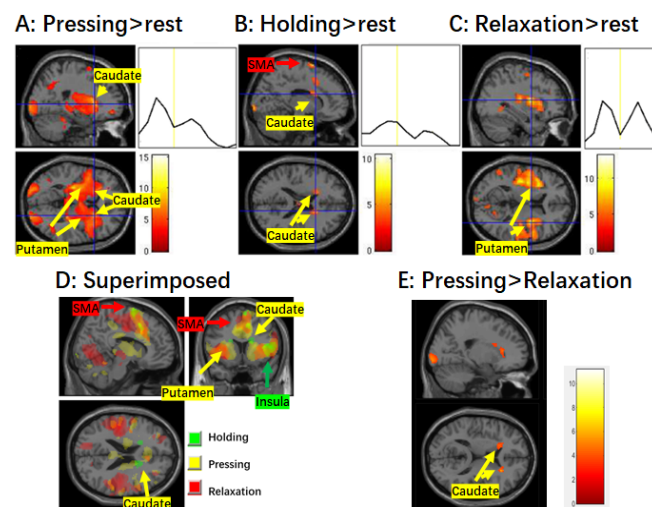 A: Pressing>rest
B: Holding>rest
C: Relaxation>rest
Caudate
SMA
Caudate
15
10
5
0
Caudate
Putamen
10
5
0
Caudate
10
5
0
Putamen
D: Superimposed
E: Pressing>Relaxation
SMA
SMA
Caudate
Putamen
Insula
Holding
Pressing
Relaxation
Caudate
10
8
6
4
2
0
Caudate